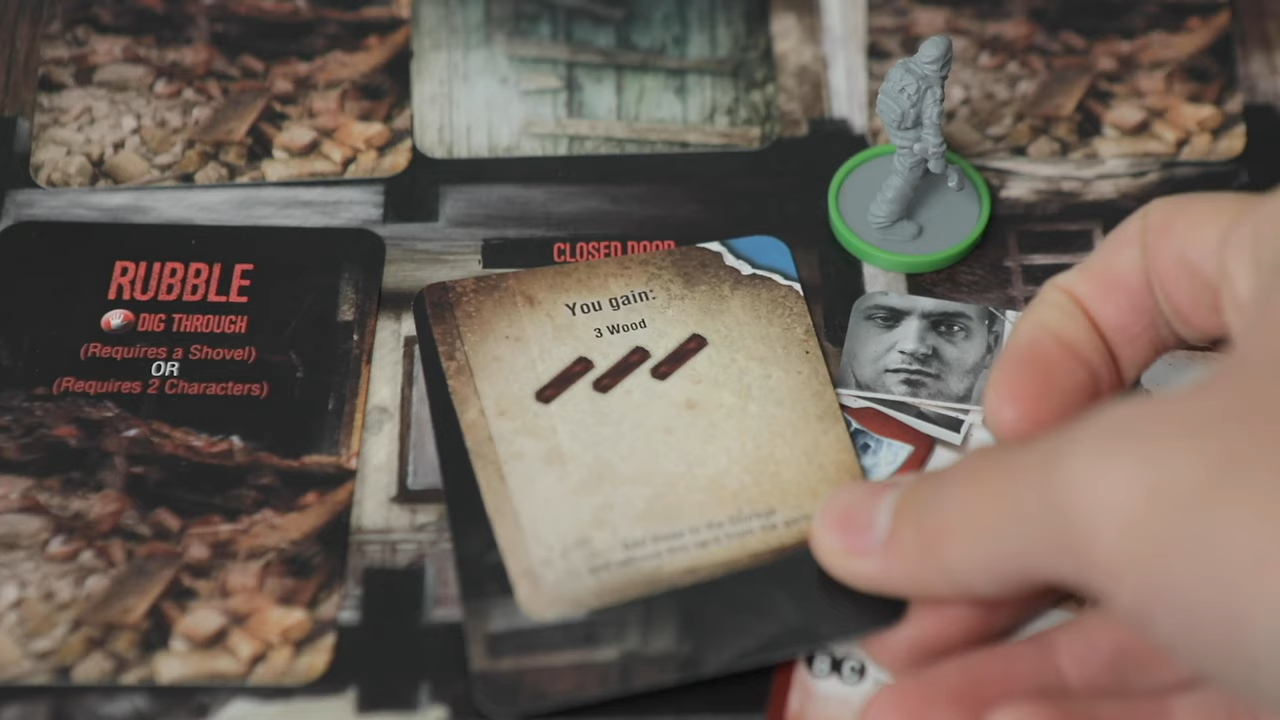 RUBBLE
DIG THROUGH
(Requires a Shovel)
OR
(Requires 2 Characters)
CLOSED DOOR
You gain:
3 Wood
B C